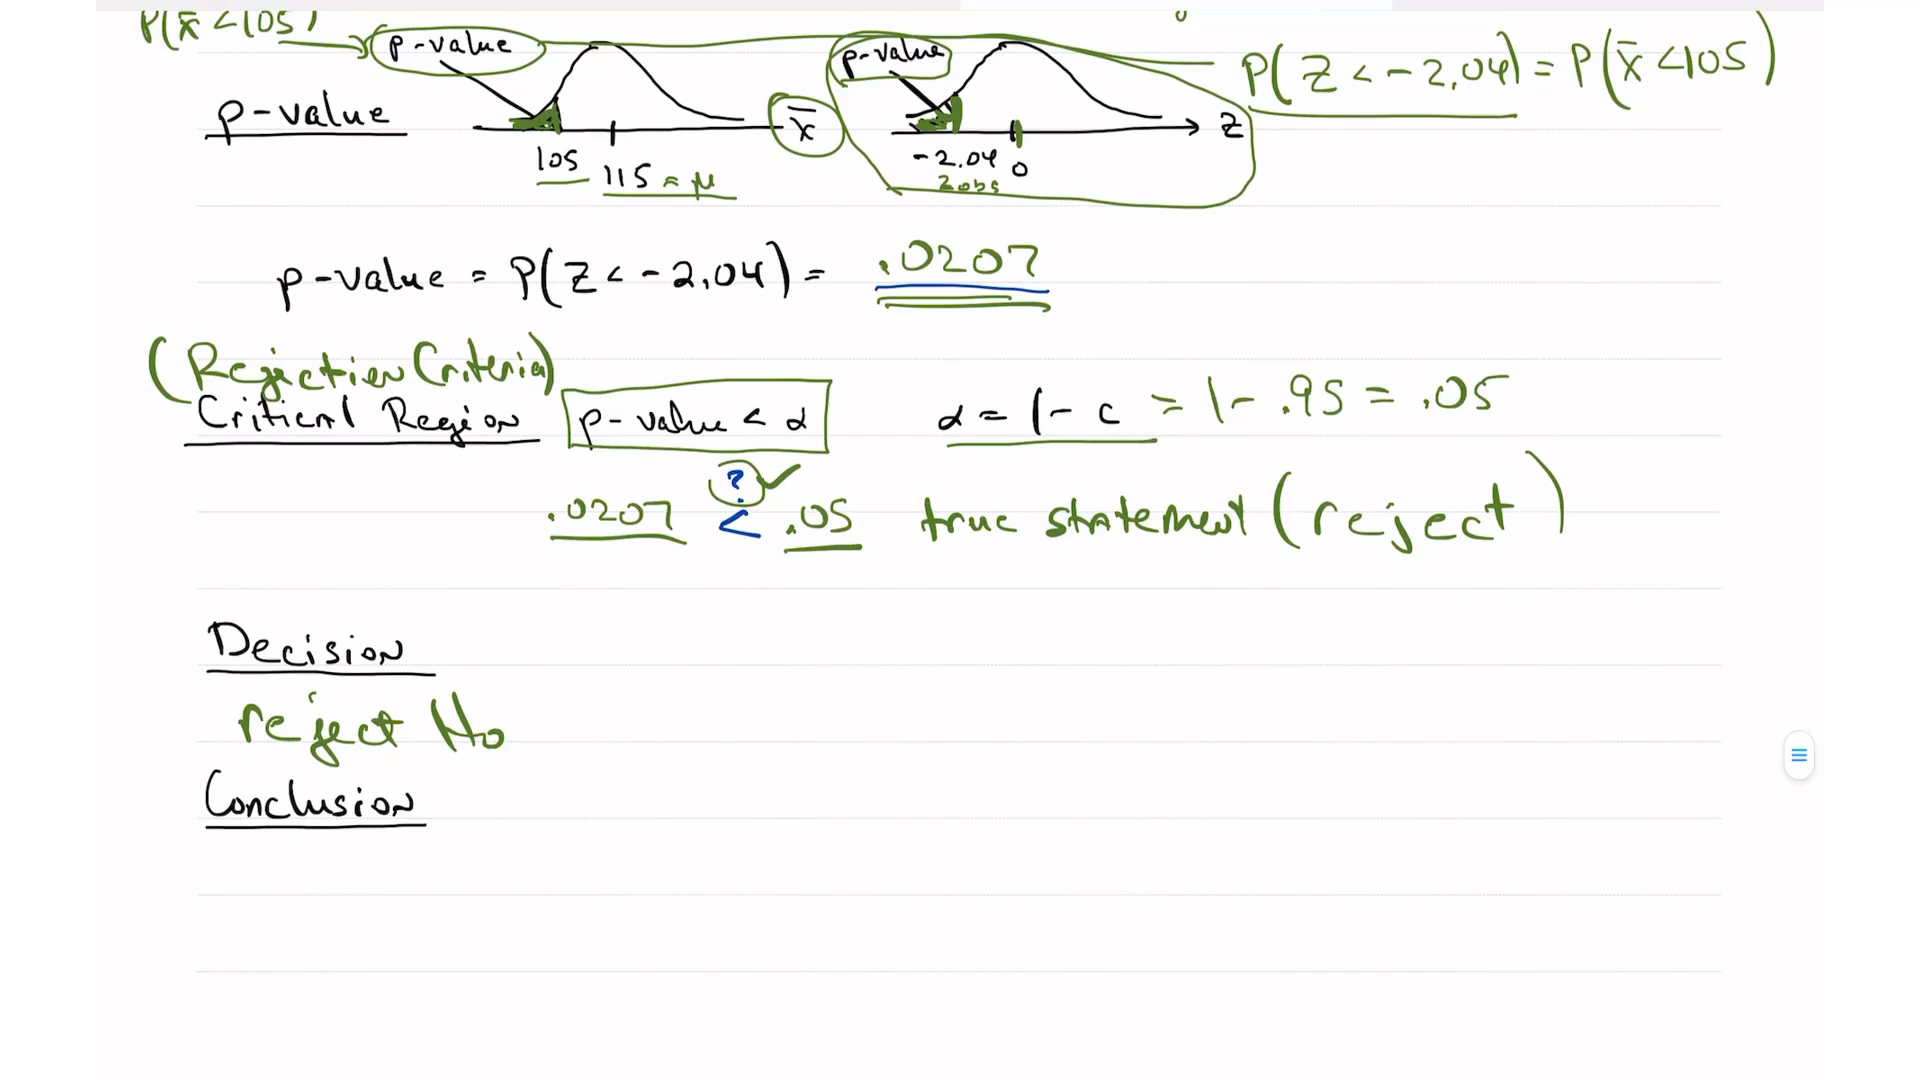 P(x̄ < 105)
p-value
p-value
P(Z < -2.04) = P(x̄ < 105)
p-value
x̄
Z
105
115 = μ
-2.04
0
Zobs
p-value = P(Z < -2.04) = .0207
(Rejection Criteria)
Critical Region p-value < α α = 1 - c = 1 - .95 = .05
?
.0207 < .05 true statement (reject)
Decision
reject Ho
Conclusion